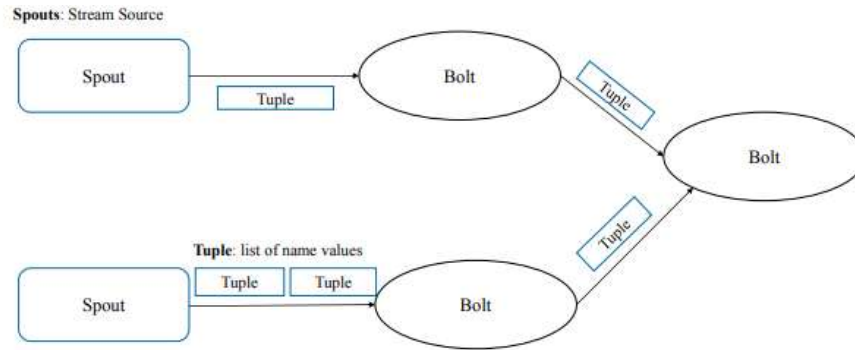 Spouts: Stream Source
Spout
Tuple
Bolt
Tuple
Bolt
Tuple: list of name values
Spout
Tuple Tuple
Bolt
Tuple